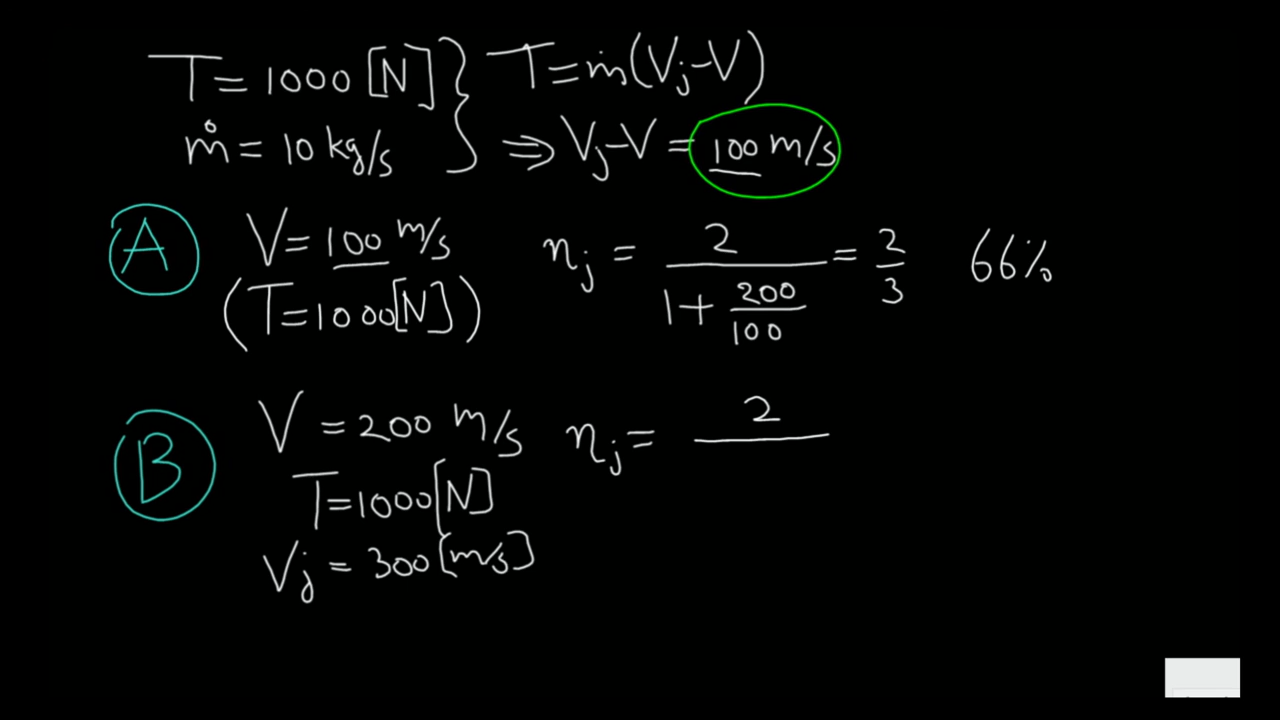 T = 1000 [N] } T = ṁ(Vj - V)
ṁ = 10 kg/s ⇒ Vj - V = 100 m/s
A V = 100 m/s ηj = 2 / (1 + 200/100) = 2/3 66%
(T = 1000[N])
B V = 200 m/s ηj = 2
T = 1000[N]
Vj = 300[m/s]